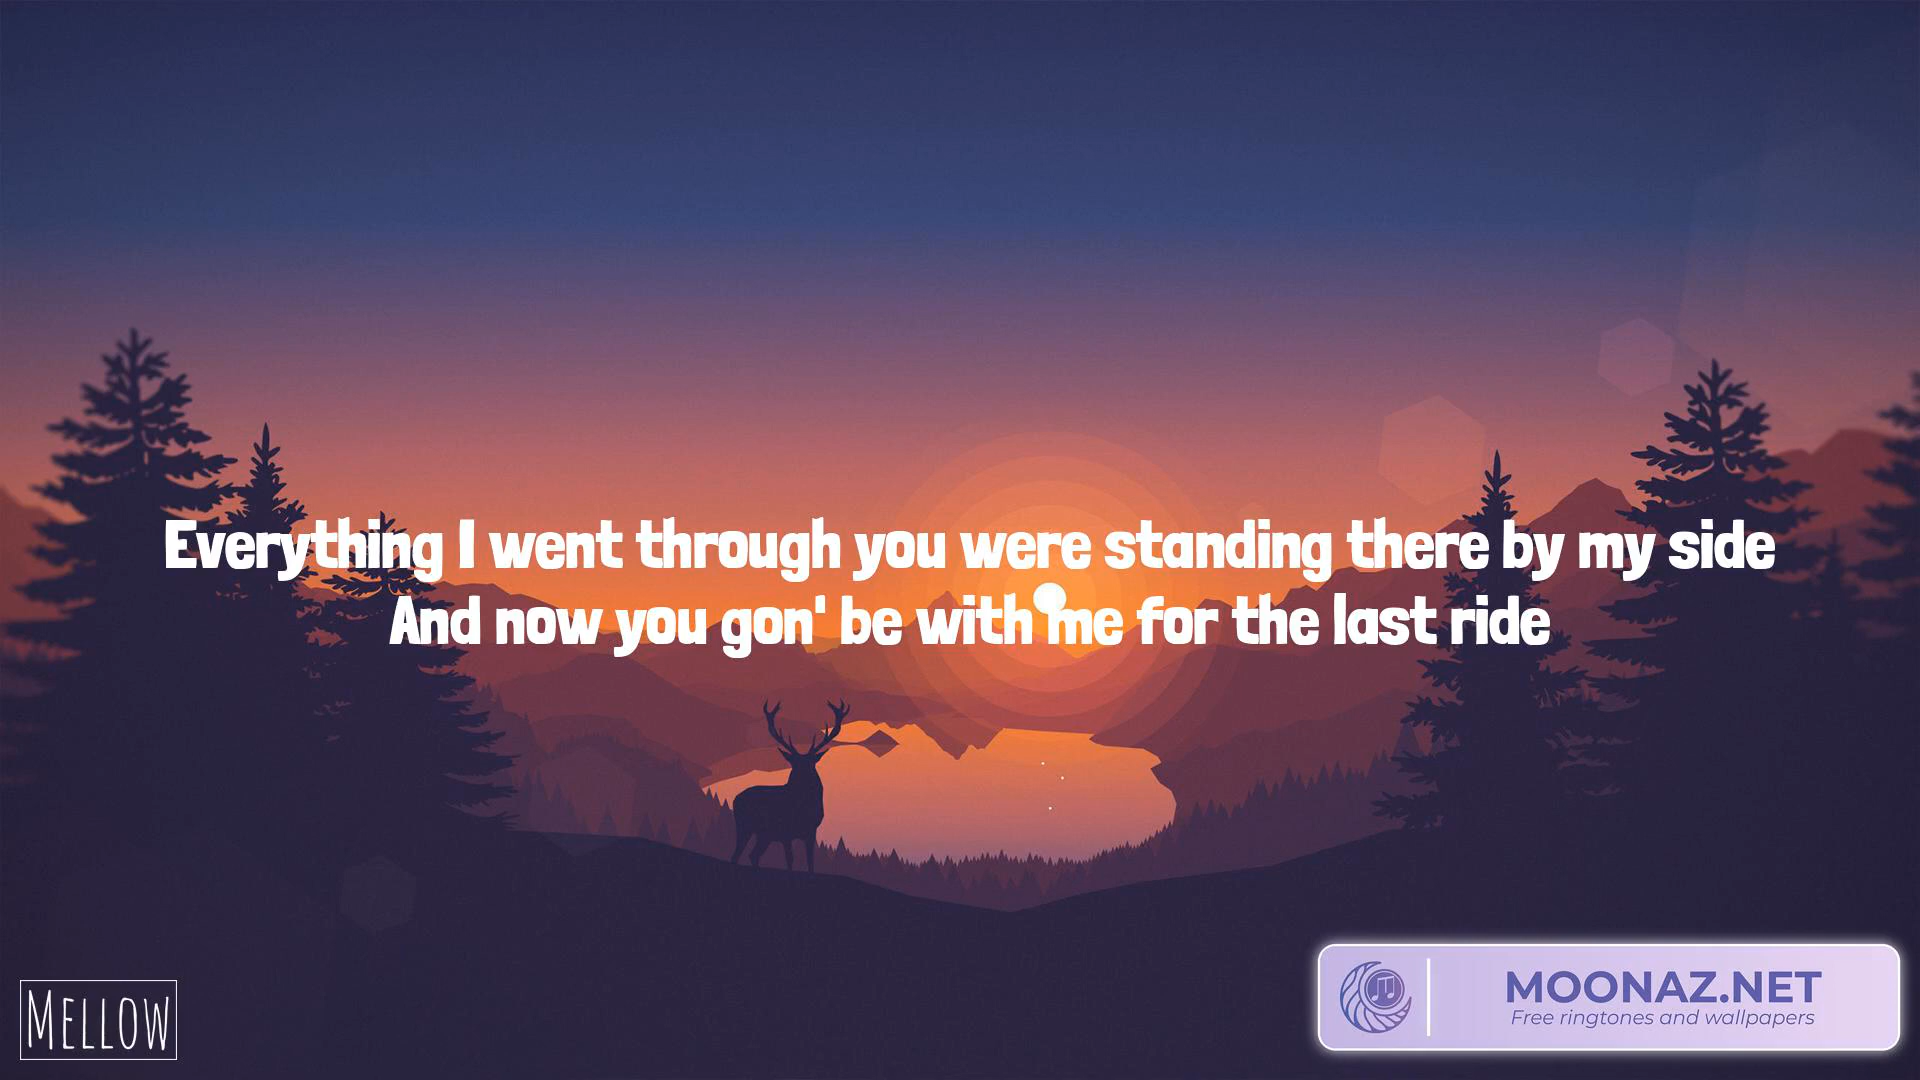 Everything I went through you were standing there by my side
And now you gon' be with me for the last ride
MELLOW
MOONAZ.NET
Free ringtones and wallpapers